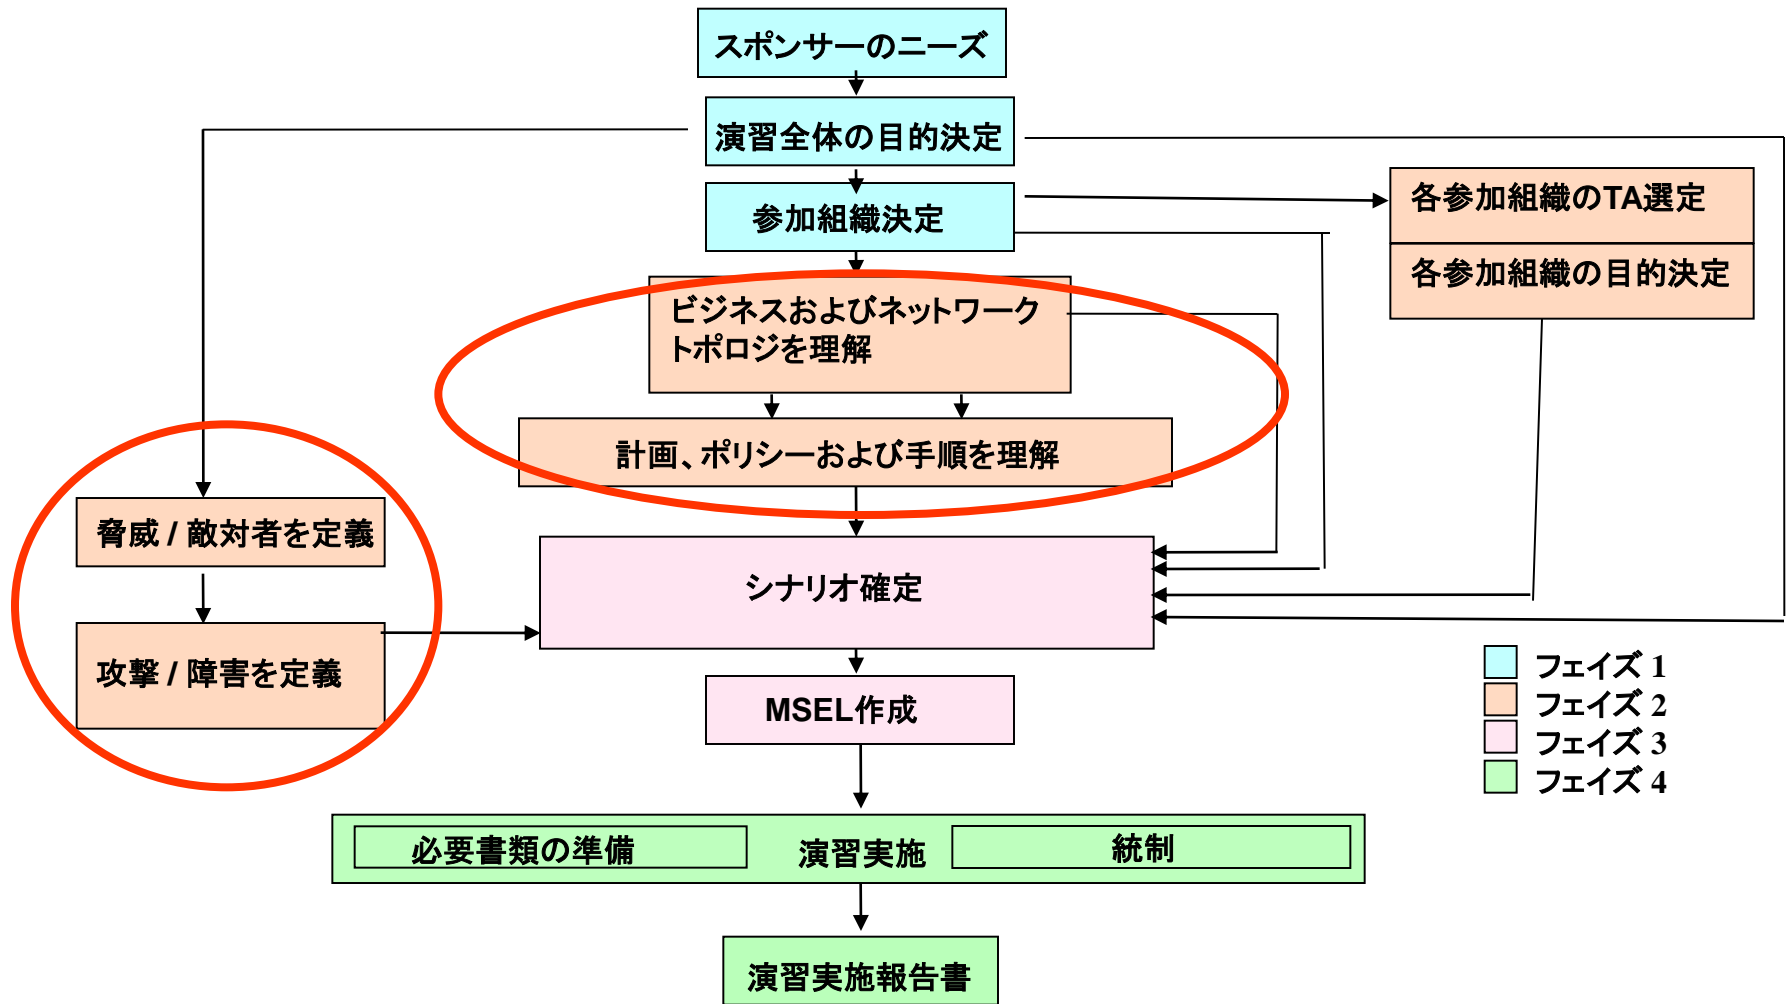 スポンサーのニーズ
演習全体の目的決定
参加組織決定
各参加組織のTA選定
各参加組織の目的決定
ビジネスおよびネットワーク
トポロジを理解
計画、ポリシーおよび手順を理解
脅威 / 敵対者を定義
攻撃 / 障害を定義
シナリオ確定
MSEL作成
フェイズ 1
フェイズ 2
フェイズ 3
フェイズ 4
必要書類の準備
演習実施
統制
演習実施報告書